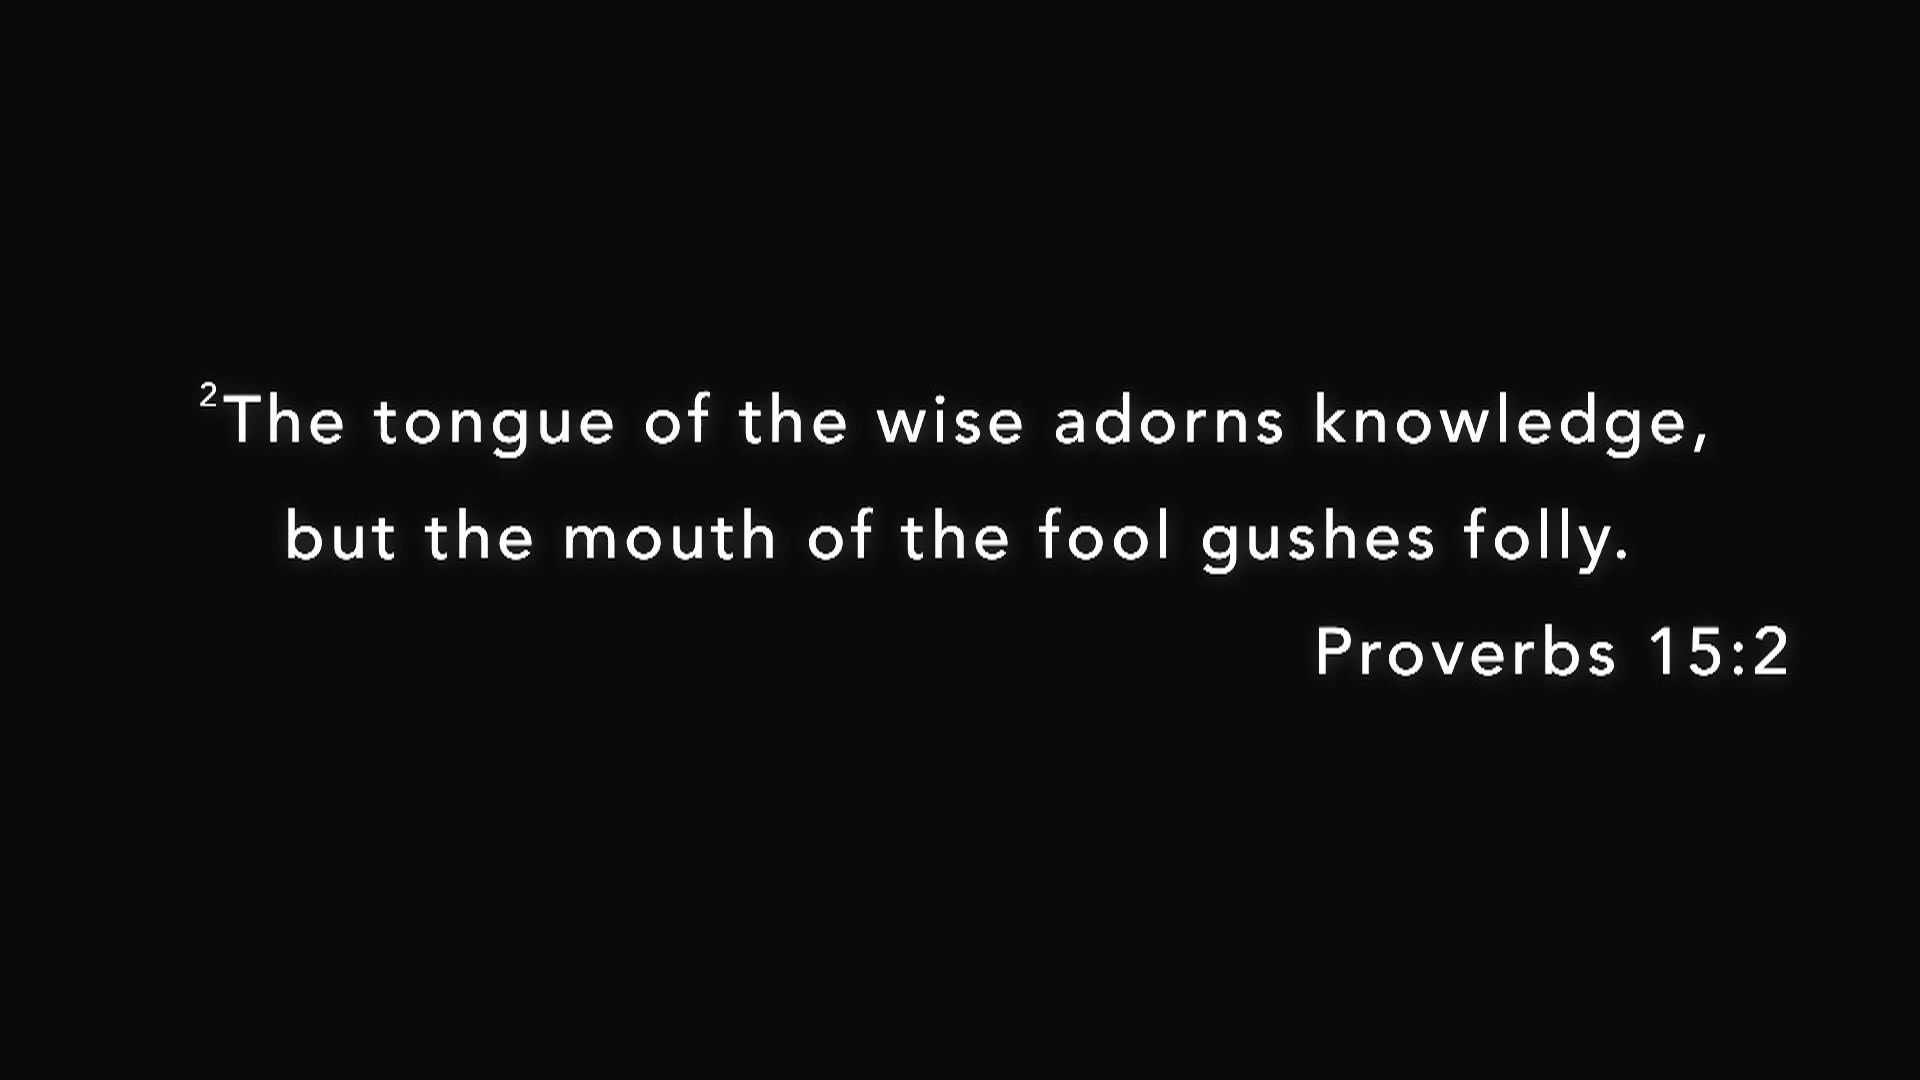 ²The tongue of the wise adorns knowledge,
but the mouth of the fool gushes folly.
Proverbs 15:2